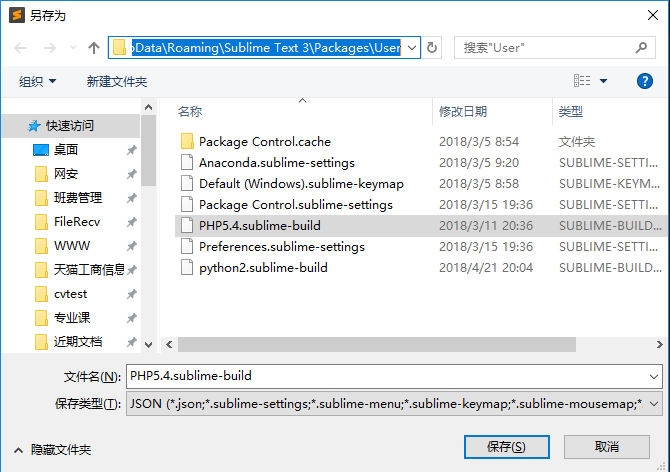 另存为
pData\Roaming\Sublime Text 3\Packages\User
搜索"User"
组织
新建文件夹
名称 修改日期 类型
快速访问
桌面
网安
班费管理
FileRecv
WWW
天猫工商信息
cvtest
专业课
近期文档
Package Control.cache 2018/3/5 8:54 文件夹
Anaconda.sublime-settings 2018/3/5 9:20 SUBLIME-SETTI...
Default (Windows).sublime-keymap 2018/3/5 8:58 SUBLIME-KEYM...
Package Control.sublime-settings 2018/3/15 19:36 SUBLIME-SETTI...
PHP5.4.sublime-build 2018/3/11 20:36 SUBLIME-BUILD...
Preferences.sublime-settings 2018/3/15 19:36 SUBLIME-SETTI...
python2.sublime-build 2018/4/21 20:04 SUBLIME-BUILD...
文件名(N): PHP5.4.sublime-build
保存类型(T): JSON (*.json;*.sublime-settings;*.sublime-menu;*.sublime-keymap;*.sublime-mousemap;*.
隐藏文件夹
保存(S)
取消